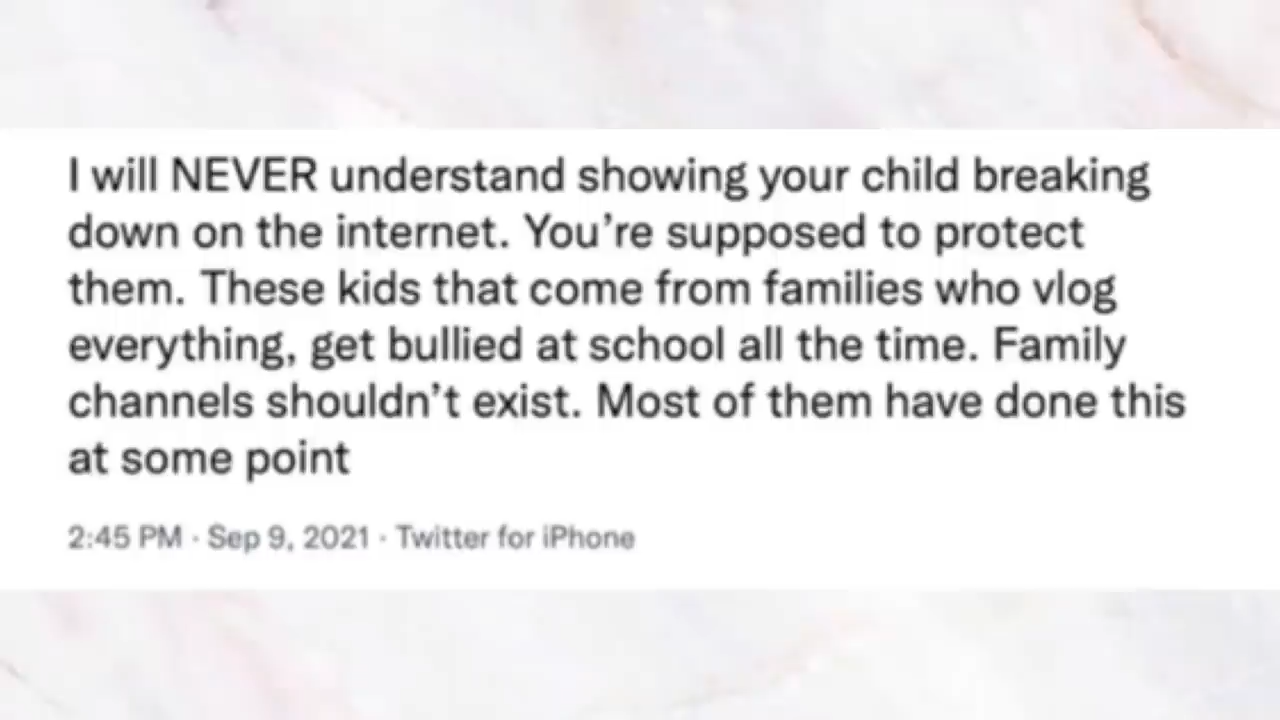 I will NEVER understand showing your child breaking
down on the internet. You’re supposed to protect
them. These kids that come from families who vlog
everything, get bullied at school all the time. Family
channels shouldn’t exist. Most of them have done this
at some point
2:45 PM · Sep 9, 2021 · Twitter for iPhone